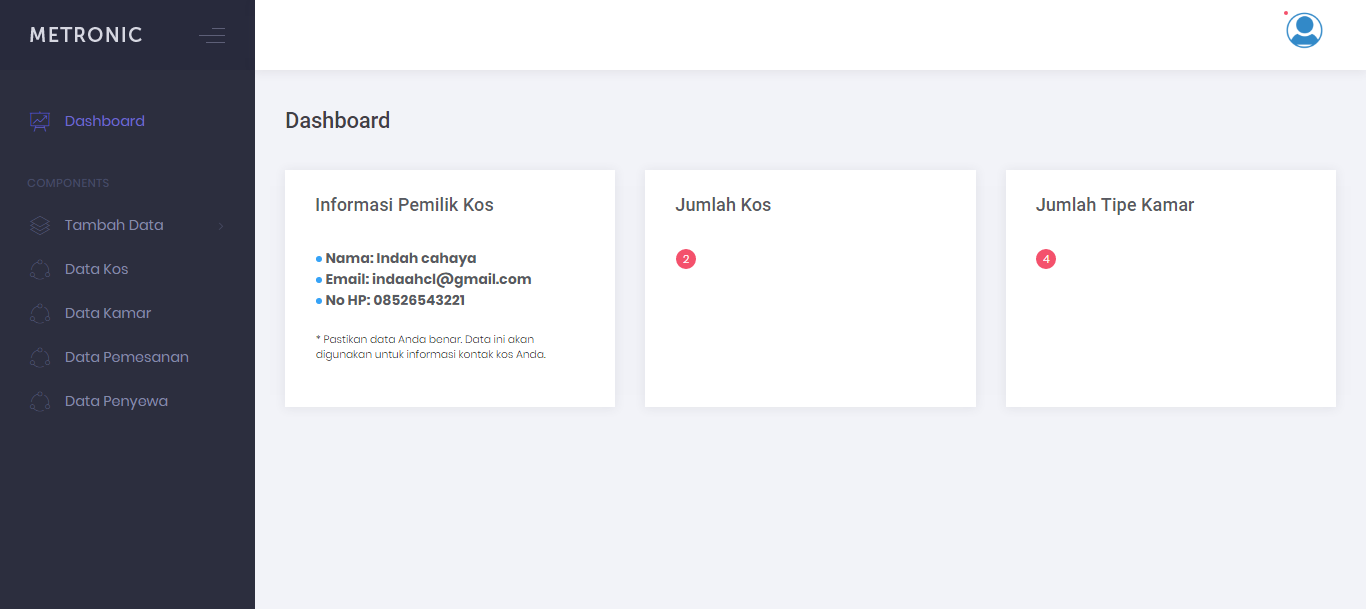 METRONIC
Dashboard
COMPONENTS
Tambah Data
Data Kos
Data Kamar
Data Pemesanan
Data Penyewa
Dashboard
Informasi Pemilik Kos
Nama: Indah cahaya
Email: indaahcl@gmail.com
No HP: 08526543221
* Pastikan data Anda benar. Data ini akan
digunakan untuk informasi kontak kos Anda.
Jumlah Kos
2
Jumlah Tipe Kamar
4